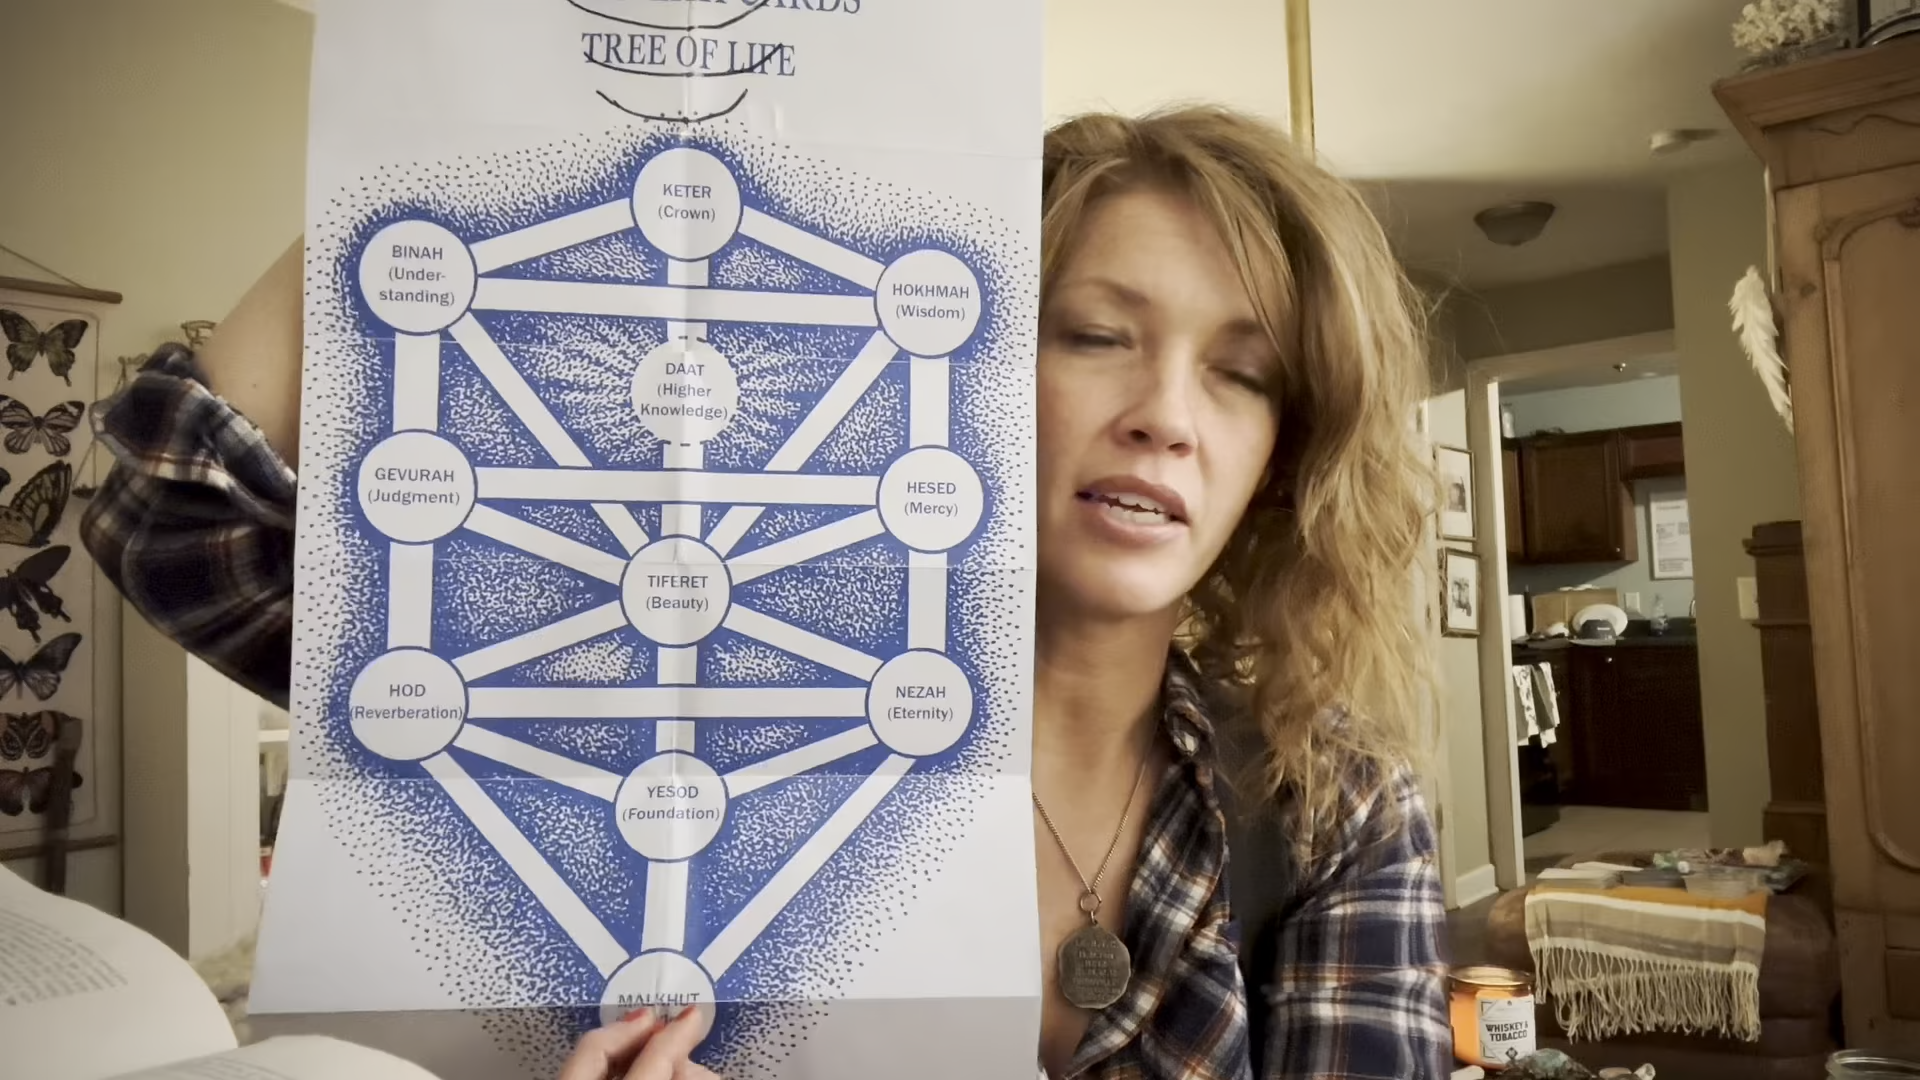 CARDS
TREE OF LIFE
KETER
(Crown)
BINAH
(Under-
standing)
HOKHMAH
(Wisdom)
DAAT
(Higher
Knowledge)
GEVURAH
(Judgment)
HESED
(Mercy)
TIFERET
(Beauty)
HOD
(Reverberation)
NEZAH
(Eternity)
YESOD
(Foundation)
MALKHUT
WHISKEY &
TOBACCO